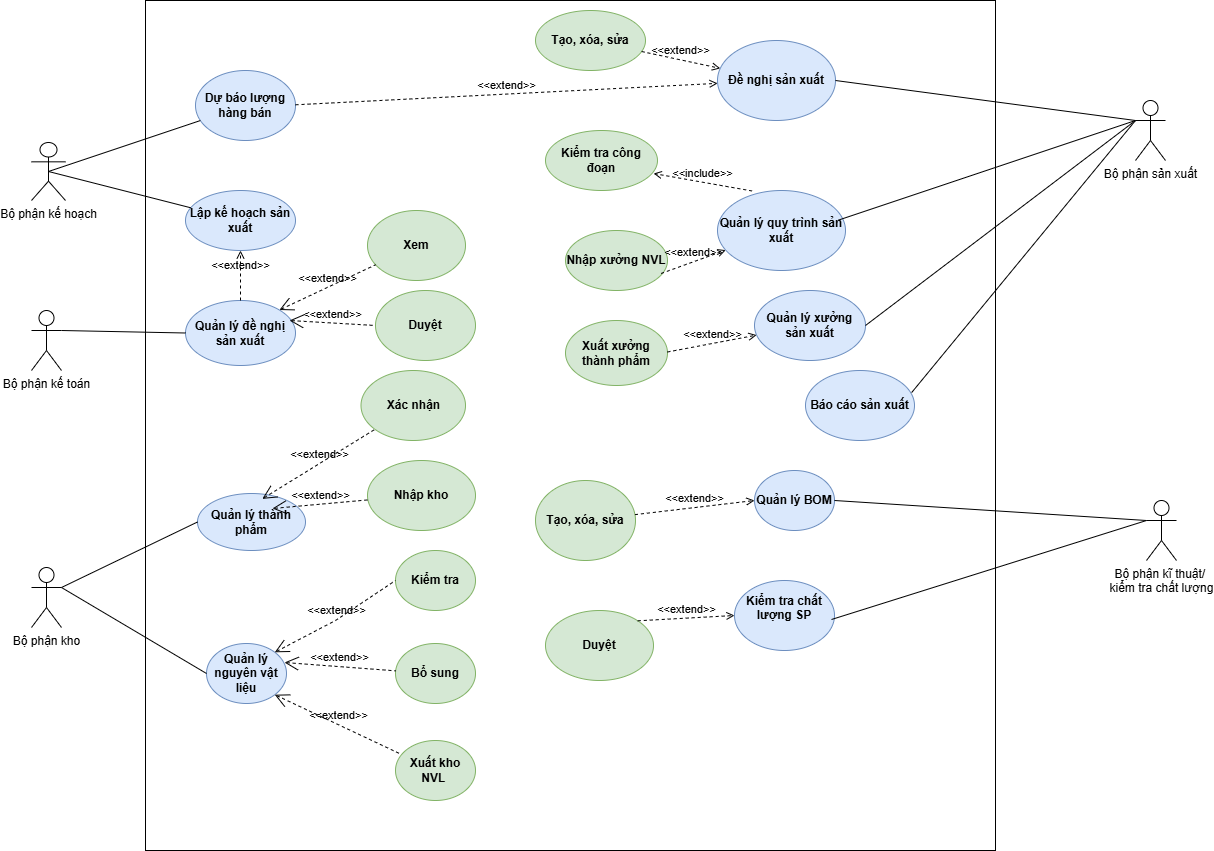 Tạo, xóa, sửa
<<extend>>
Đề nghị sản xuất
Dự báo lượng
hàng bán
<<extend>>
Bộ phận kế hoạch
Bộ phận sản xuất
Kiểm tra công
đoạn
<<include>>
Lập kế hoạch sản
xuất
Quản lý quy trình sản
xuất
<<extend>>
Xem
<<extend>>
Nhập xưởng NVL
<<extend>>
Quản lý đề nghị
sản xuất
<<extend>>
Duyệt
Quản lý xưởng
sản xuất
<<extend>>
Xuất xưởng
thành phẩm
Bộ phận kế toán
Xác nhận
Báo cáo sản xuất
<<extend>>
Nhập kho
<<extend>>
Quản lý thành
phẩm
Tạo, xóa, sửa
<<extend>>
Quản lý BOM
Bộ phận kĩ thuật/
kiểm tra chất lượng
Kiểm tra
<<extend>>
Bộ phận kho
Kiểm tra chất
lượng SP
<<extend>>
Duyệt
Quản lý
nguyên vật
liệu
<<extend>>
Bổ sung
<<extend>>
Xuất kho
NVL